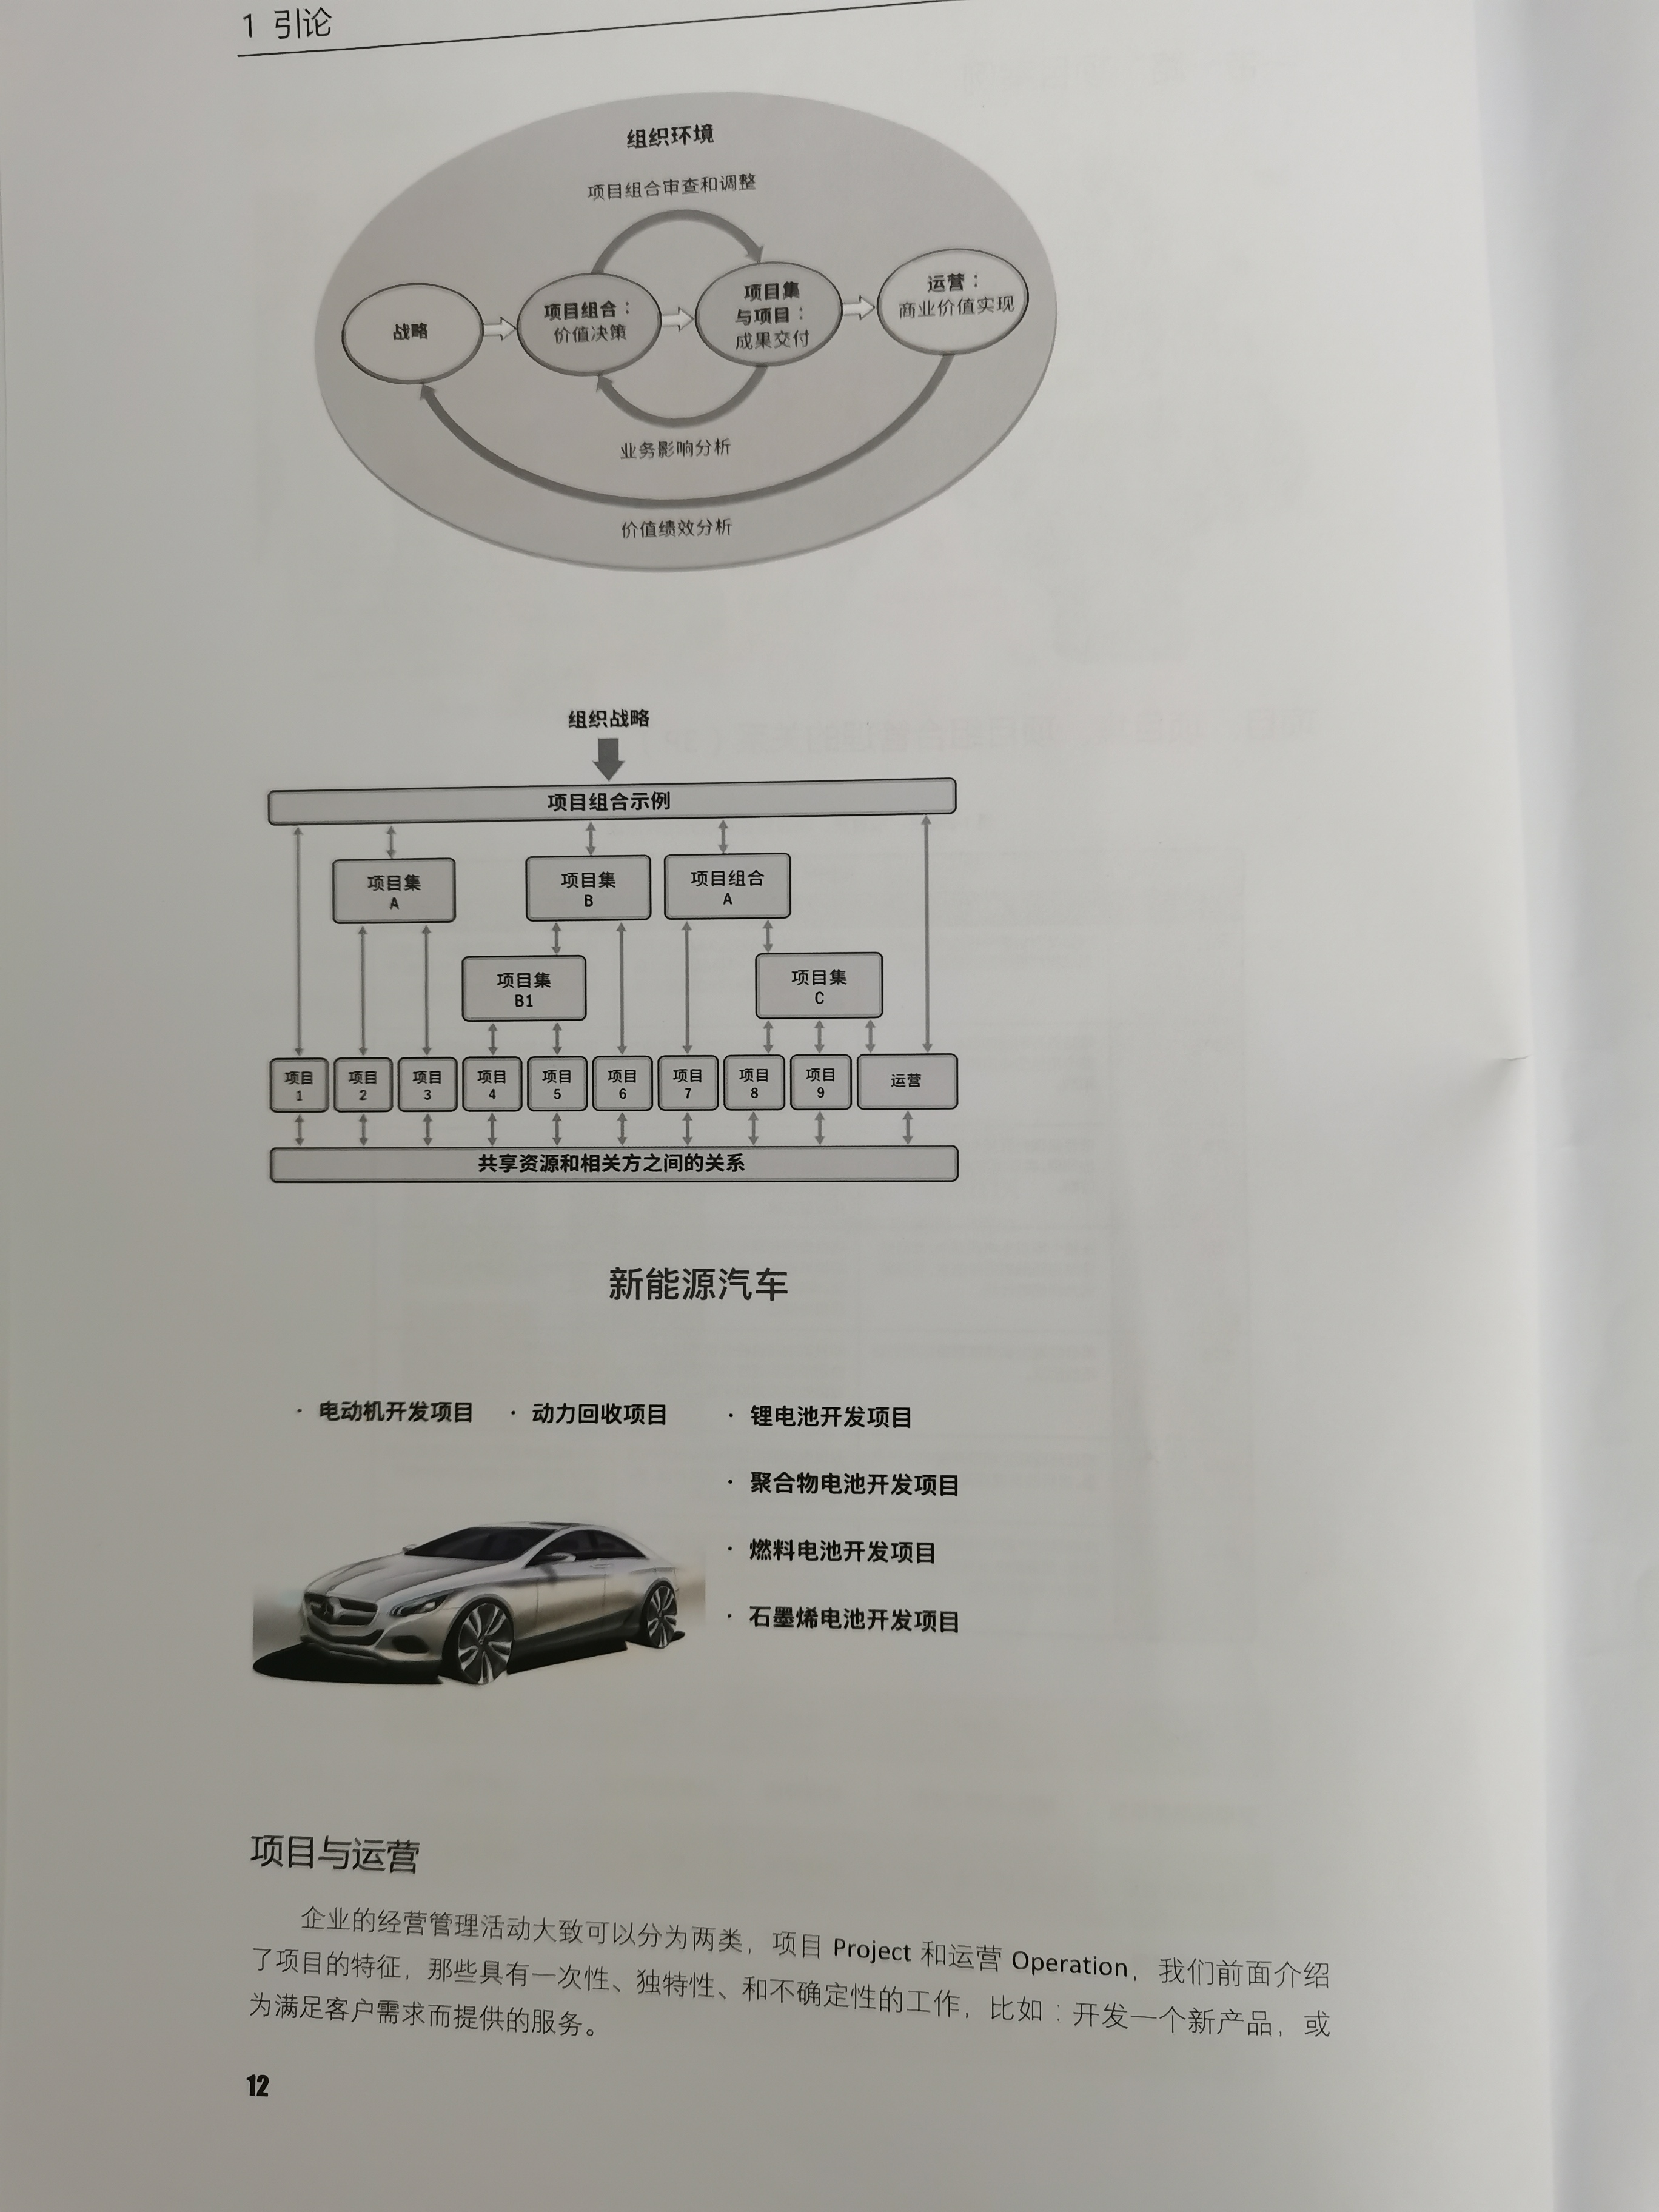 1 引论
组织环境
项目组合审查和调整
战略
项目组合：
价值决策
项目集
与项目：
成果交付
运营：
商业价值实现
业务影响分析
价值绩效分析
组织战略
项目组合示例
项目集
A
项目集
B
项目组合
A
项目集
B1
项目集
C
项目
1
项目
2
项目
3
项目
4
项目
5
项目
6
项目
7
项目
8
项目
9
运营
共享资源和相关方之间的关系
新能源汽车
· 电动机开发项目
· 动力回收项目
· 锂电池开发项目
· 聚合物电池开发项目
· 燃料电池开发项目
· 石墨烯电池开发项目
项目与运营
企业的经营管理活动大致可以分为两类，项目 Project 和运营 Operation，我们前面介绍
了项目的特征，那些具有一次性、独特性、和不确定性的工作，比如：开发一个新产品，或
为满足客户需求而提供的服务。
12